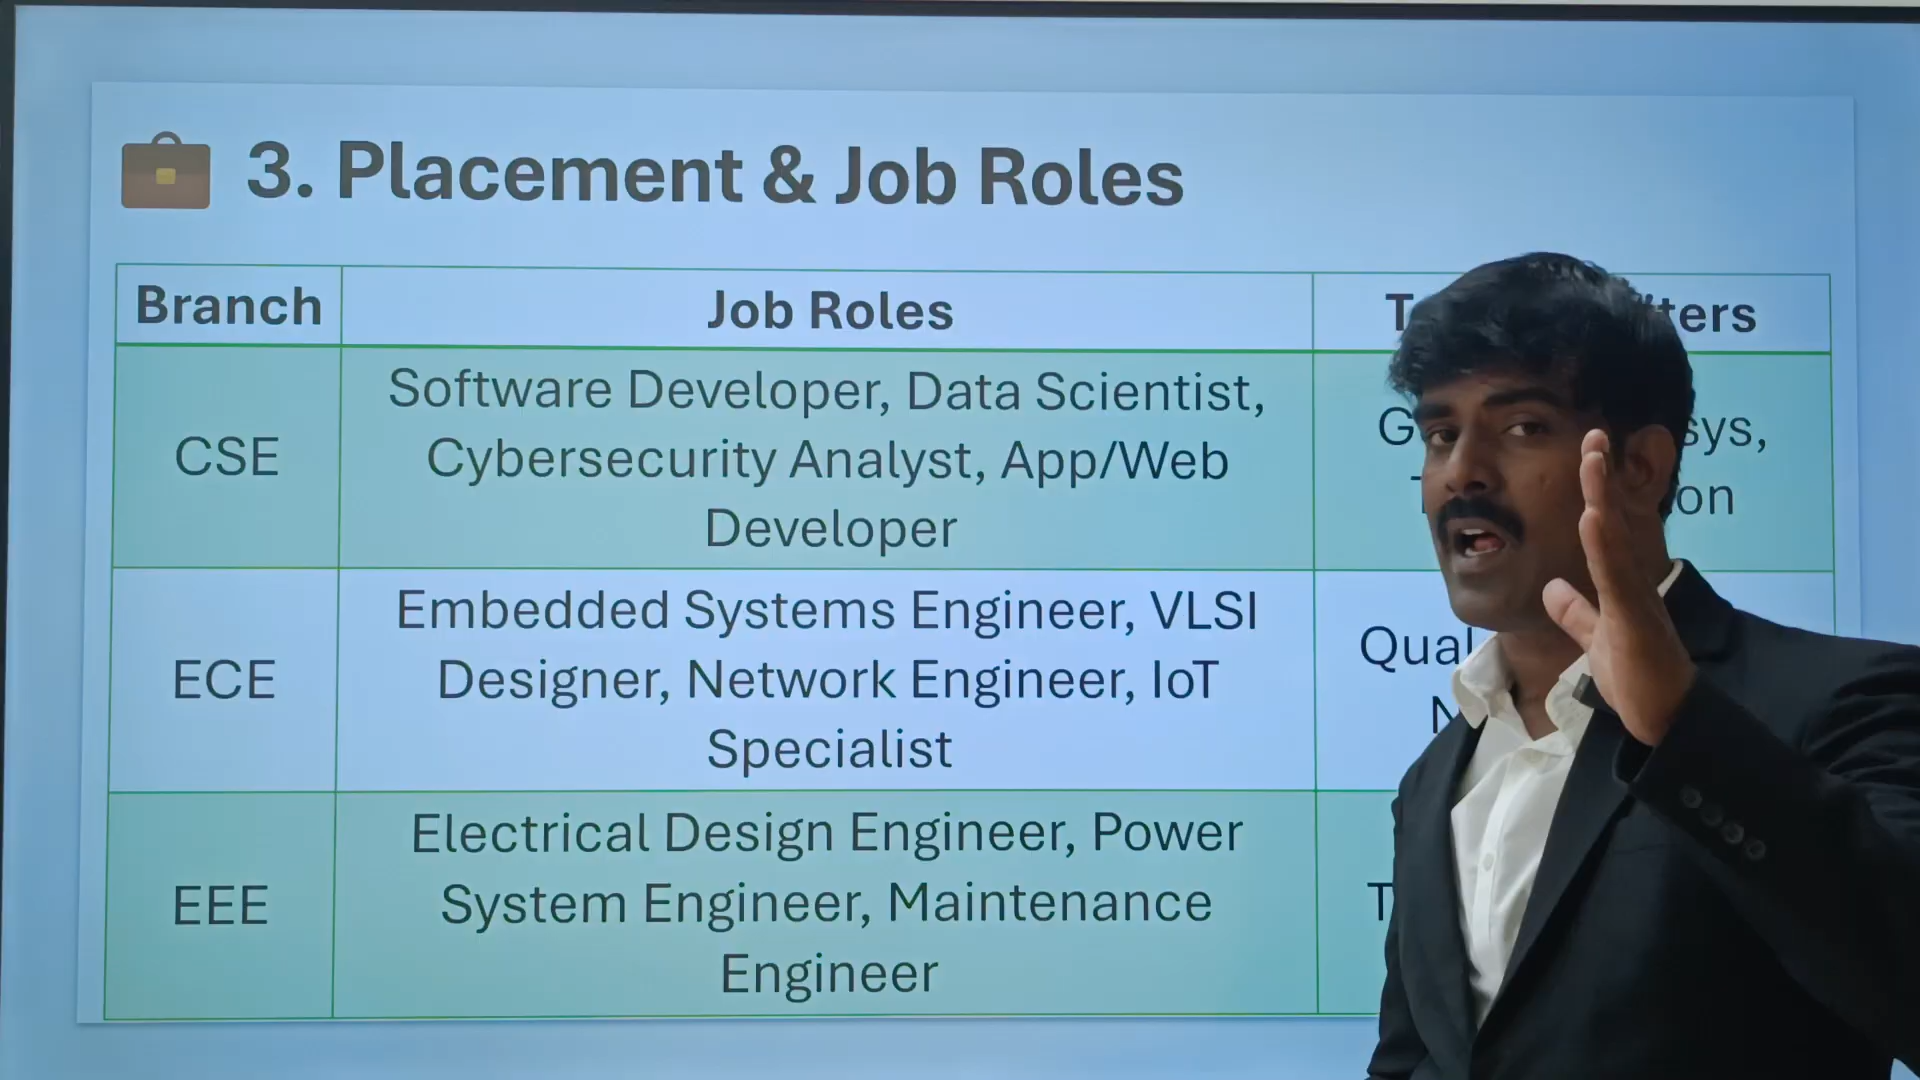 3. Placement & Job Roles
Branch
Job Roles
CSE
Software Developer, Data Scientist,
Cybersecurity Analyst, App/Web
Developer
ECE
Embedded Systems Engineer, VLSI
Designer, Network Engineer, IoT
Specialist
EEE
Electrical Design Engineer, Power
System Engineer, Maintenance
Engineer